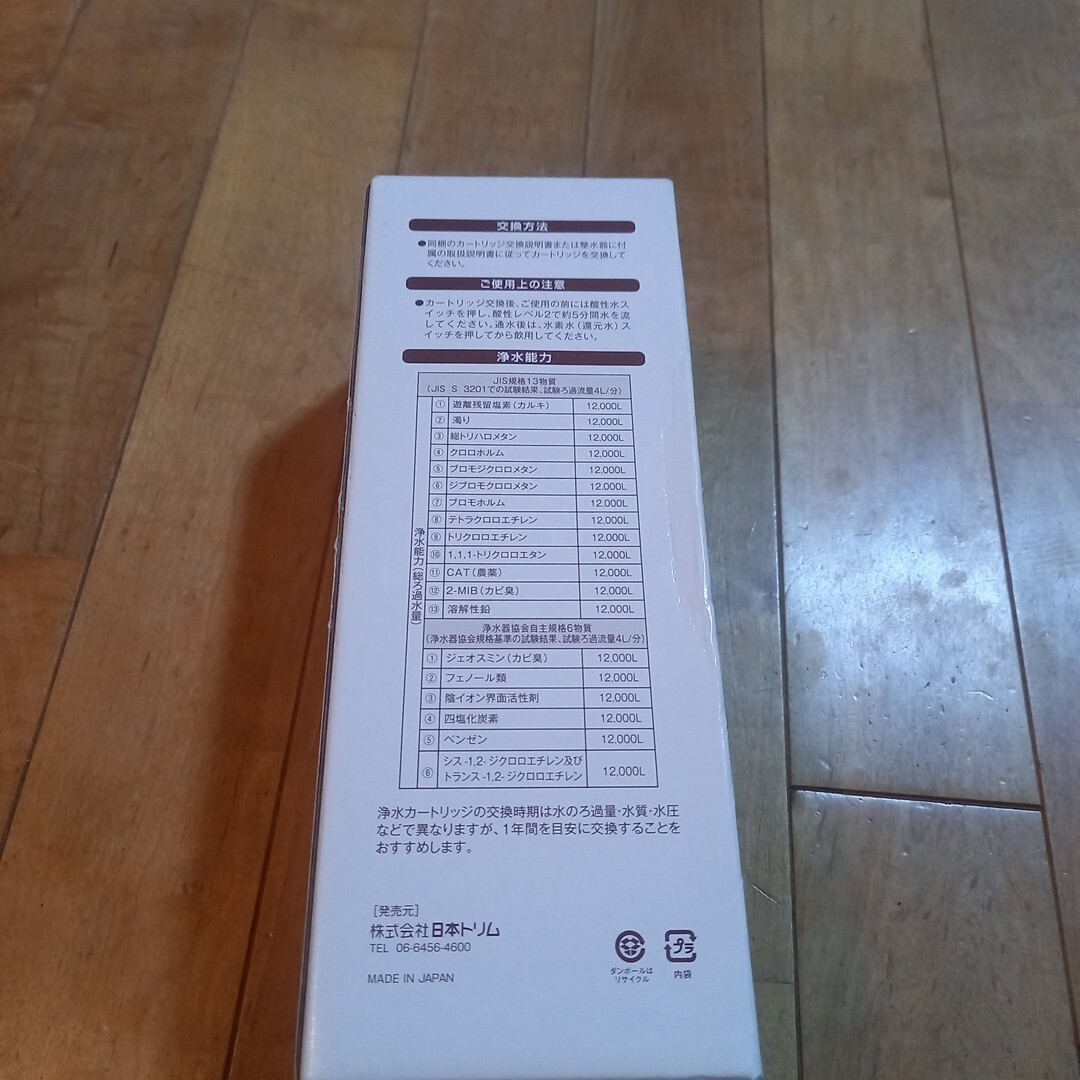 交換方法
●同梱のカートリッジ交換説明書または整水器に付
属の取扱説明書に従ってカートリッジを交換して
ください。
ご使用上の注意
●カートリッジ交換後、ご使用の前には酸性水ス
イッチを押し、酸性レベル2で約5分間水を流
してください。通水後は、水素水(還元水)ス
イッチを押してから飲用してください。
浄水能力
浄水能力(総ろ過水量)
JIS規格13物質
(JIS S 3201での試験結果、試験ろ過流量4L/分)
① 遊離残留塩素(カルキ) 12,000L
② 濁り 12,000L
③ 総トリハロメタン 12,000L
④ クロロホルム 12,000L
⑤ ブロモジクロロメタン 12,000L
⑥ ジブロモクロロメタン 12,000L
⑦ ブロモホルム 12,000L
⑧ テトラクロロエチレン 12,000L
⑨ トリクロロエチレン 12,000L
⑩ 1,1,1-トリクロロエタン 12,000L
⑪ CAT(農薬) 12,000L
⑫ 2-MIB(カビ臭) 12,000L
⑬ 溶解性鉛 12,000L
浄水器協会自主規格6物質
(浄水器協会規格基準の試験結果、試験ろ過流量4L/分)
① ジェオスミン(カビ臭) 12,000L
② フェノール類 12,000L
③ 陰イオン界面活性剤 12,000L
④ 四塩化炭素 12,000L
⑤ ベンゼン 12,000L
⑥ シス-1,2-ジクロロエチレン及び
トランス-1,2-ジクロロエチレン 12,000L
浄水カートリッジの交換時期は水のろ過量・水質・水圧
などで異なりますが、1年間を目安に交換することを
おすすめします。
[発売元]
株式会社日本トリム
TEL 06-6456-4600
MADE IN JAPAN
ダンボールは
リサイクル
プラ
内袋